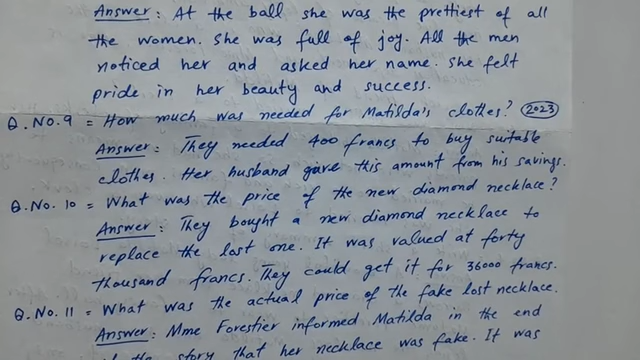 Answer: At the ball she was the prettiest of all
the women. She was full of joy. All the men
noticed her and asked her name. She felt
pride in her beauty and success.
Q.No.9 = How much was needed for Matilda's clothes? 2023
Answer: They needed 400 francs to buy suitable
clothes. Her husband gave this amount from his savings.
Q.No. 10 = What was the price of the new diamond necklace?
Answer: They bought a new diamond necklace to
replace the lost one. It was valued at forty
thousand francs. They could get it for 36000 francs.
Q.No. 11 = What was the actual price of the fake lost necklace.
Answer: Mme Forestier informed Matilda in the end
of the story that her necklace was fake. It was